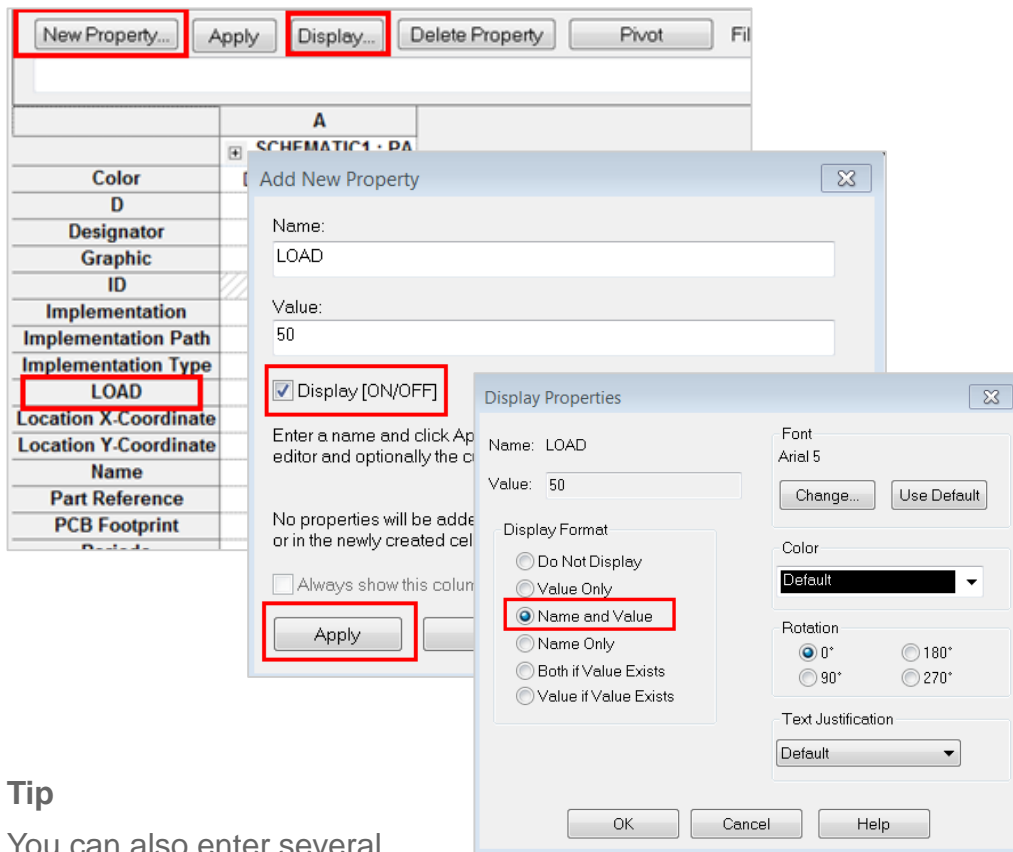 New Property... Apply Display... Delete Property Pivot
A
SCHEMATIC1 : PA
Color
D
Designator
Graphic
ID
Implementation
Implementation Path
Implementation Type
LOAD
Location X-Coordinate
Location Y-Coordinate
Name
Part Reference
PCB Footprint
Add New Property
Name:
LOAD
Value:
50
Display [ON/OFF]
Enter a name and click Ap
editor and optionally the
No properties will be adde
or in the newly created cel
Always show this colum
Apply
Display Properties
Name: LOAD
Value: 50
Display Format
Do Not Display
Value Only
Name and Value
Name Only
Both if Value Exists
Value if Value Exists
Font
Arial 5
Change... Use Default
Color
Default
Rotation
0° 180°
90° 270°
Text Justification
Default
OK Cancel Help
Tip
You can also enter several